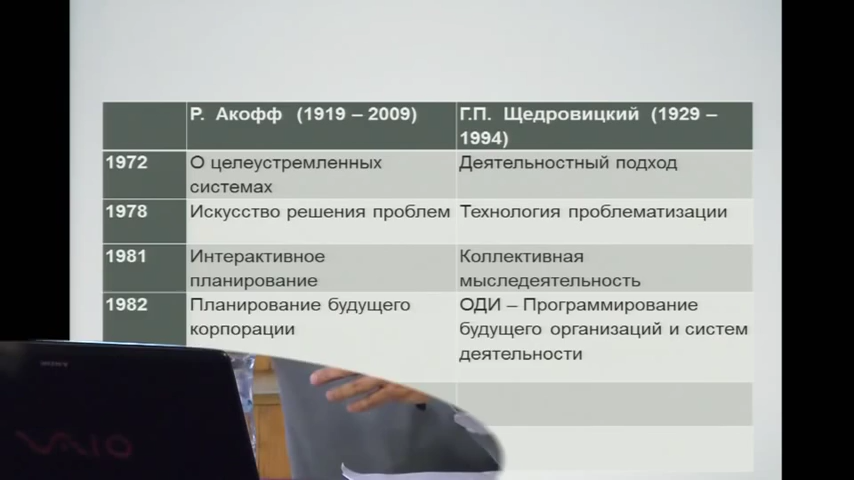 Р. Акофф (1919 – 2009)
Г.П. Щедровицкий (1929 –
1994)
1972
О целеустремленных
системах
Деятельностный подход
1978
Искусство решения проблем
Технология проблематизации
1981
Интерактивное
планирование
Коллективная
мыследеятельность
1982
Планирование будущего
корпорации
ОДИ – Программирование
будущего организаций и систем
деятельности
SONY
VAIO